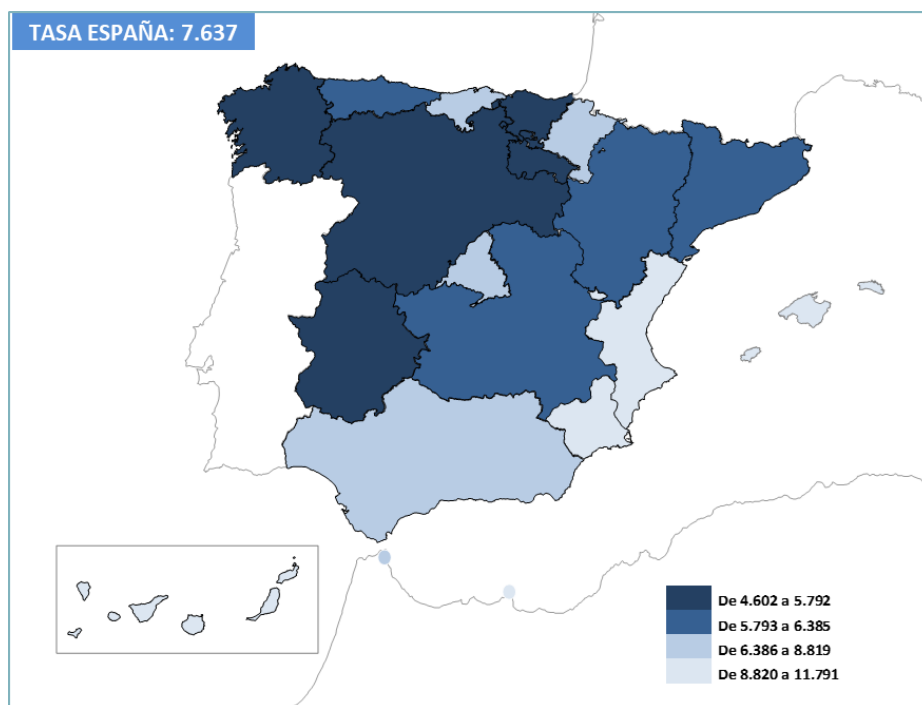 TASA ESPAÑA: 7.637
De 4.602 a 5.792
De 5.793 a 6.385
De 6.386 a 8.819
De 8.820 a 11.791